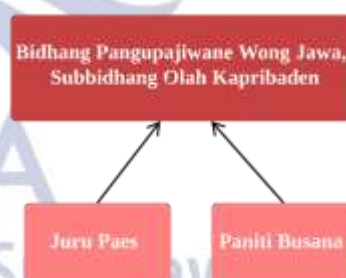 Bidhang Pangupajiwane Wong Jawa,
Subbidhang Olah Kapribaden
Juru Paes
Paniti Busana